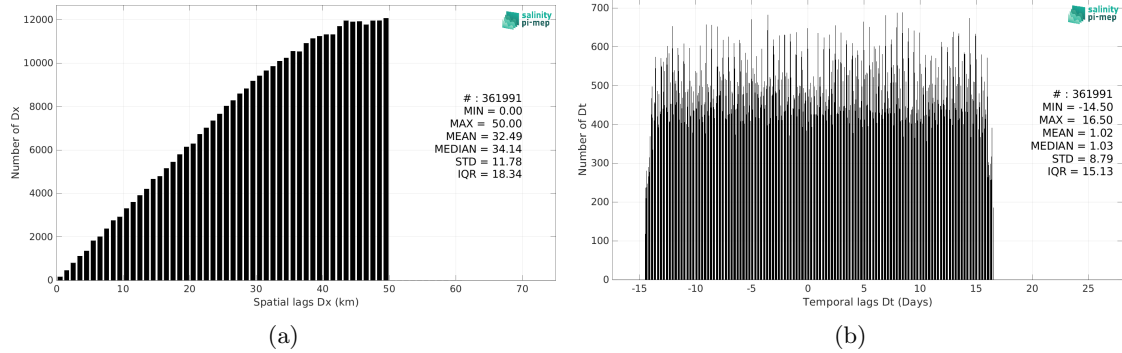 salinity
pi-mep
12000
10000
8000
6000
4000
2000
0
Number of Dx
# : 361991
MIN = 0.00
MAX = 50.00
MEAN = 32.49
MEDIAN = 34.14
STD = 11.78
IQR = 18.34
0 10 20 30 40 50 60 70
Spatial lags Dx (km)
(a)
salinity
pi-mep
700
600
500
400
300
200
100
0
Number of Dt
# : 361991
MIN = -14.50
MAX = 16.50
MEAN = 1.02
MEDIAN = 1.03
STD = 8.79
IQR = 15.13
-15 -10 -5 0 5 10 15 20 25
Temporal lags Dt (Days)
(b)